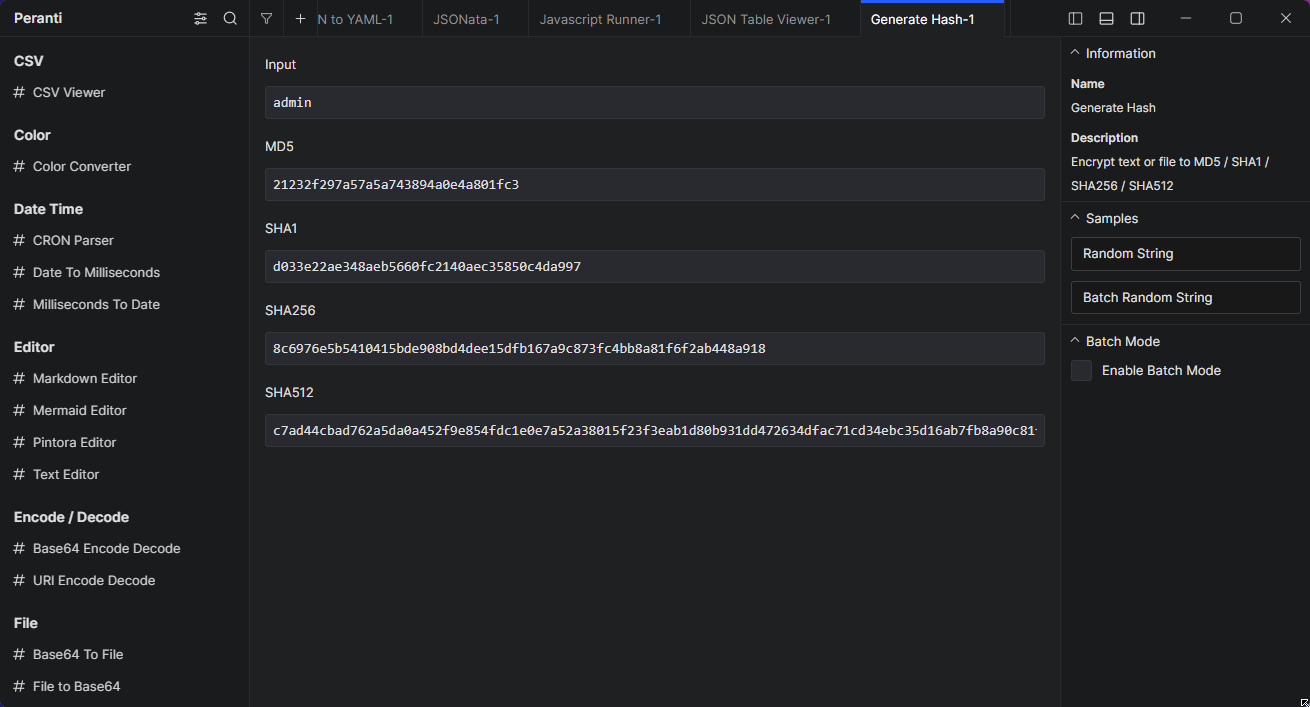 Peranti
N to YAML-1
JSONata-1
Javascript Runner-1
JSON Table Viewer-1
Generate Hash-1
CSV
# CSV Viewer
Color
# Color Converter
Date Time
# CRON Parser
# Date To Milliseconds
# Milliseconds To Date
Editor
# Markdown Editor
# Mermaid Editor
# Pintora Editor
# Text Editor
Encode / Decode
# Base64 Encode Decode
# URI Encode Decode
File
# Base64 To File
# File to Base64
Input
admin
MD5
21232f297a57a5a743894a0e4a801fc3
SHA1
d033e22ae348aeb5660fc2140aec35850c4da997
SHA256
8c6976e5b5410415bde908bd4dee15dfb167a9c873fc4bb8a81f6f2ab448a918
SHA512
c7ad44cbad762a5da0a452f9e854fdc1e0e7a52a38015f23f3eab1d80b931dd472634dfac71cd34ebc35d16ab7fb8a90c81
Information
Name
Generate Hash
Description
Encrypt text or file to MD5 / SHA1 /
SHA256 / SHA512
Samples
Random String
Batch Random String
Batch Mode
Enable Batch Mode